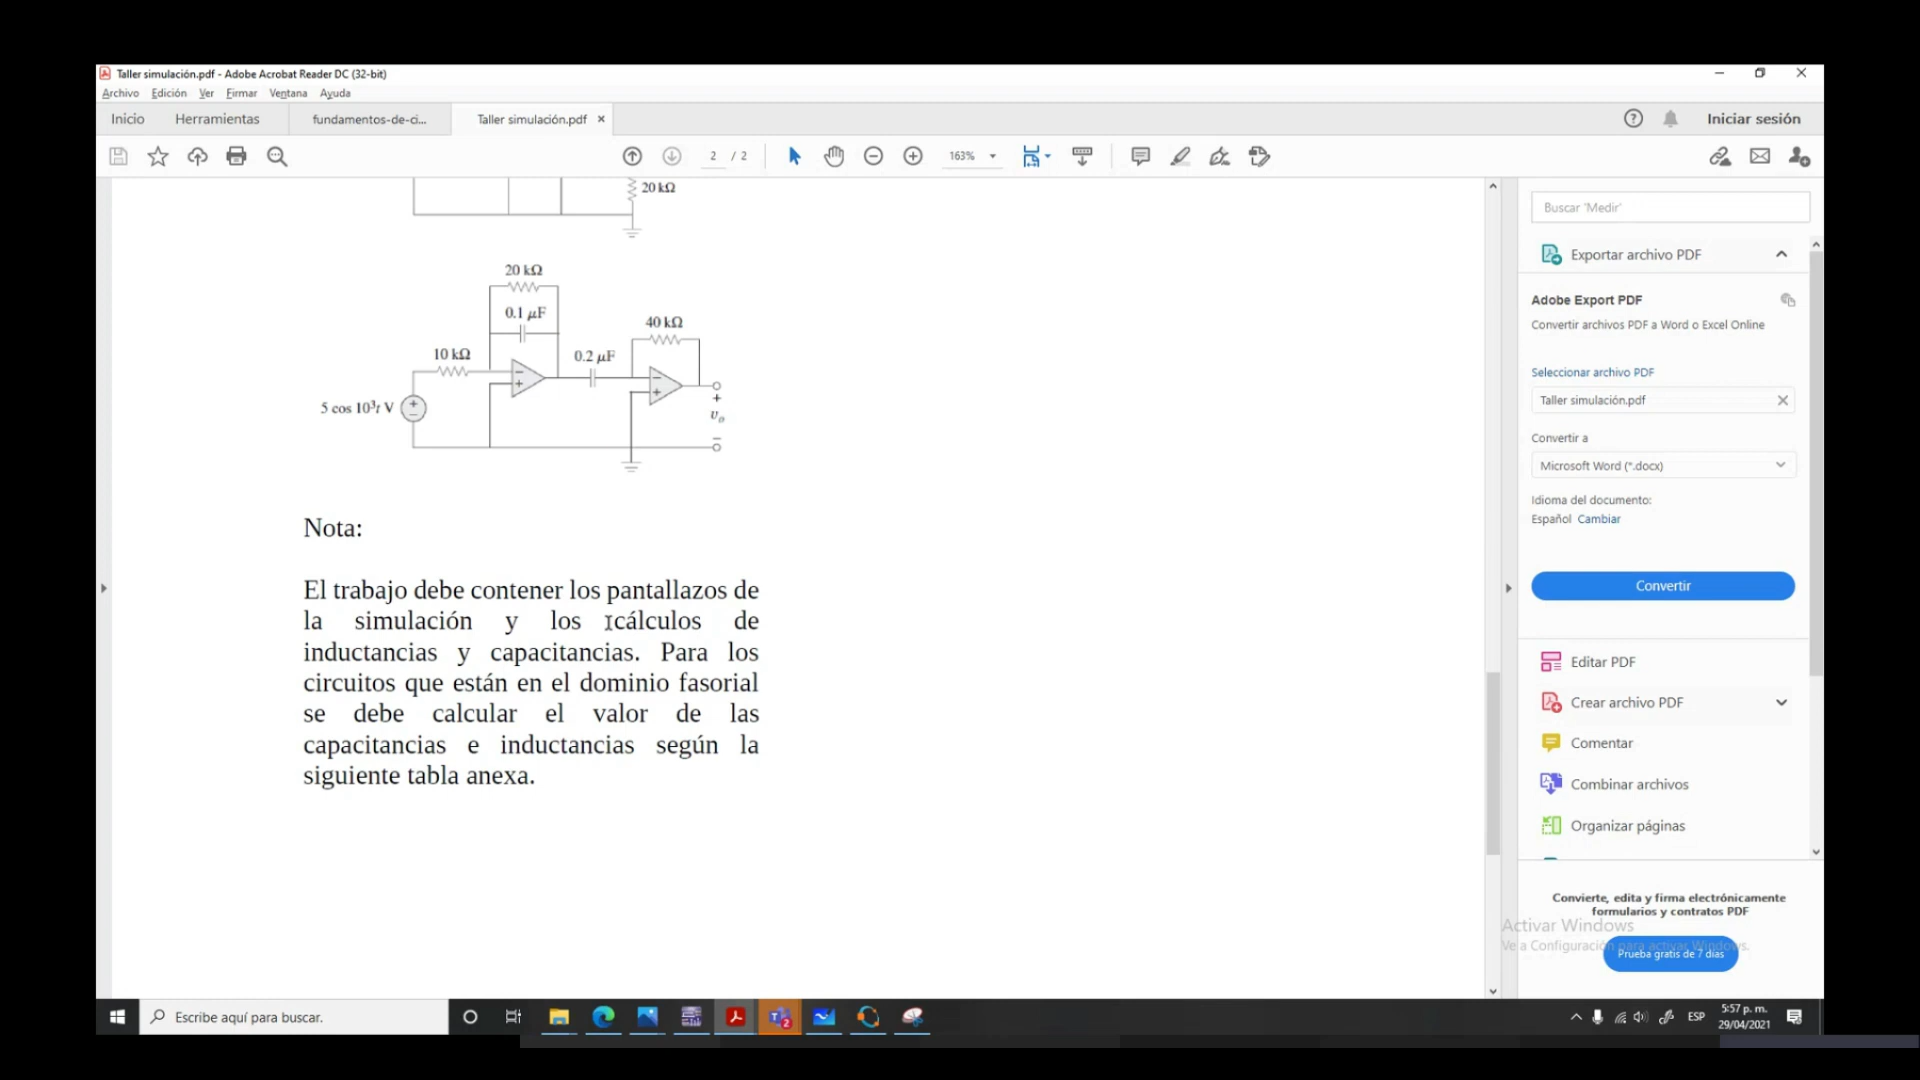 Taller simulación.pdf - Adobe Acrobat Reader DC (32-bit)
Archivo Edición Ver Firmar Ventana Ayuda
Inicio Herramientas fundamentos-de-ci... Taller simulación.pdf Iniciar sesión
2 / 2 163%
20 kΩ
20 kΩ
0.1 μF
40 kΩ
10 kΩ
0.2 μF
5 cos 10³t V
+
−
−
+
−
+
+
vo
−
Nota:
El trabajo debe contener los pantallazos de
la simulación y los cálculos de
inductancias y capacitancias. Para los
circuitos que están en el dominio fasorial
se debe calcular el valor de las
capacitancias e inductancias según la
siguiente tabla anexa.
Buscar 'Medir'
Exportar archivo PDF
Adobe Export PDF
Convertir archivos PDF a Word o Excel Online
Seleccionar archivo PDF
Taller simulación.pdf
Convertir a
Microsoft Word (*.docx)
Idioma del documento:
Español Cambiar
Convertir
Editar PDF
Crear archivo PDF
Comentar
Combinar archivos
Organizar páginas
Convierte, edita y firma electrónicamente
formularios y contratos PDF
Activar Windows
Ve a Configuración para activar Windows.
Prueba gratis de 7 días
Escribe aquí para buscar.
2
ESP
5:57 p. m.
29/04/2021